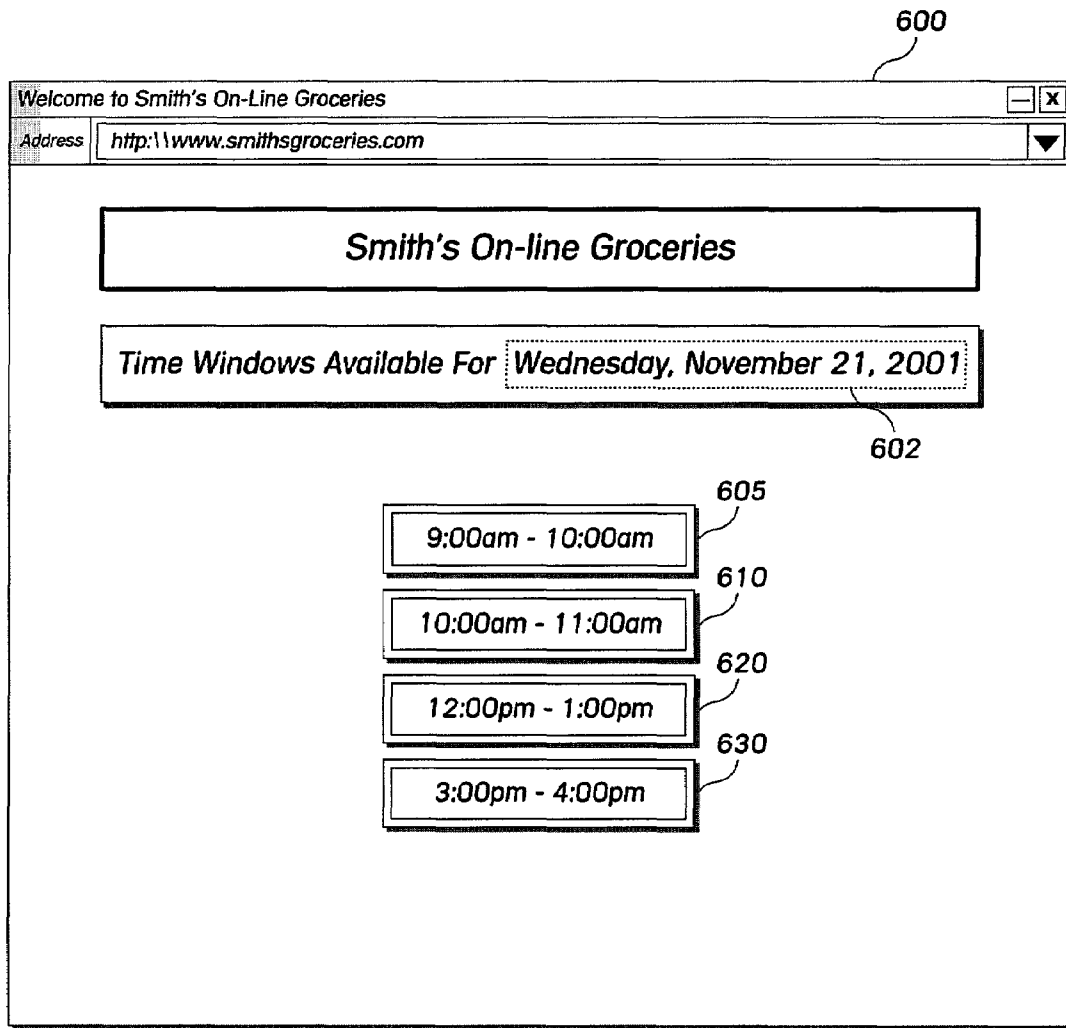 600
Welcome to Smith's On-Line Groceries
Address http:\\www.smithsgroceries.com
Smith's On-line Groceries
Time Windows Available For Wednesday, November 21, 2001
602
605
9:00am - 10:00am
610
10:00am - 11:00am
620
12:00pm - 1:00pm
630
3:00pm - 4:00pm